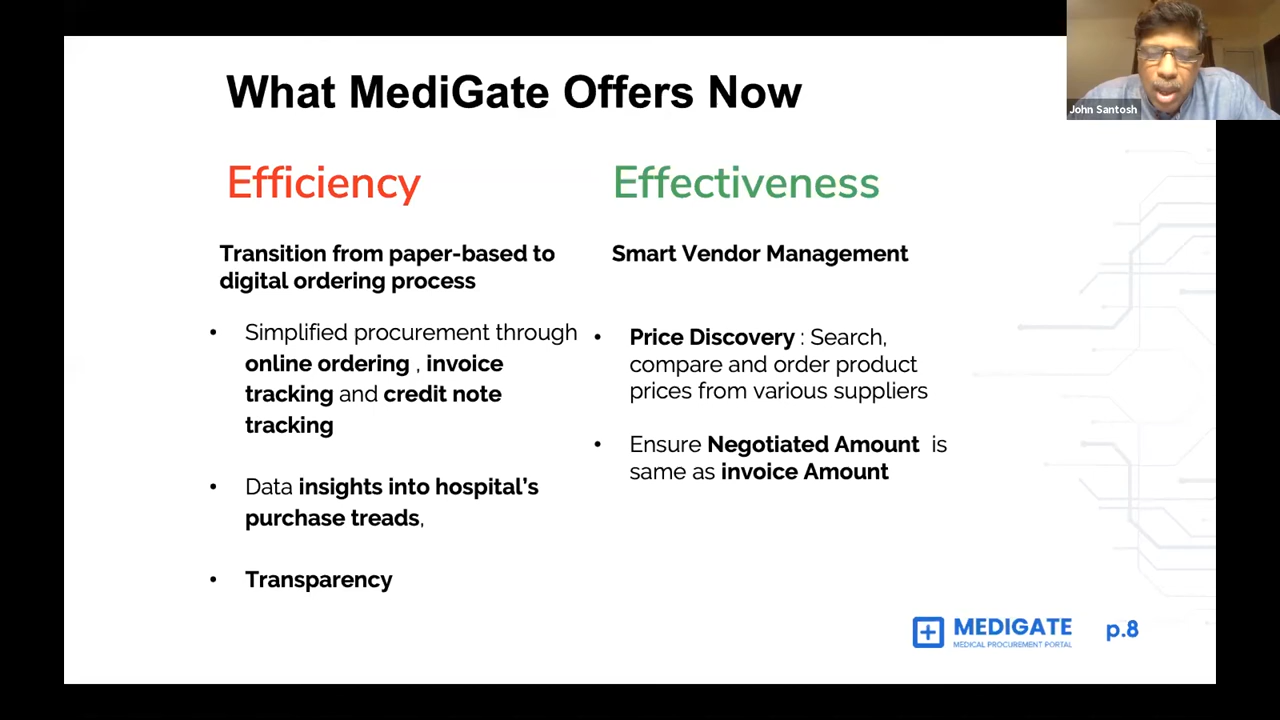 What MediGate Offers Now
John Santosh
Efficiency
Transition from paper-based to
digital ordering process
• Simplified procurement through
online ordering , invoice
tracking and credit note
tracking
• Data insights into hospital’s
purchase treads,
• Transparency
Effectiveness
Smart Vendor Management
• Price Discovery : Search,
compare and order product
prices from various suppliers
• Ensure Negotiated Amount is
same as invoice Amount
MEDIGATE
MEDICAL PROCUREMENT PORTAL
p.8